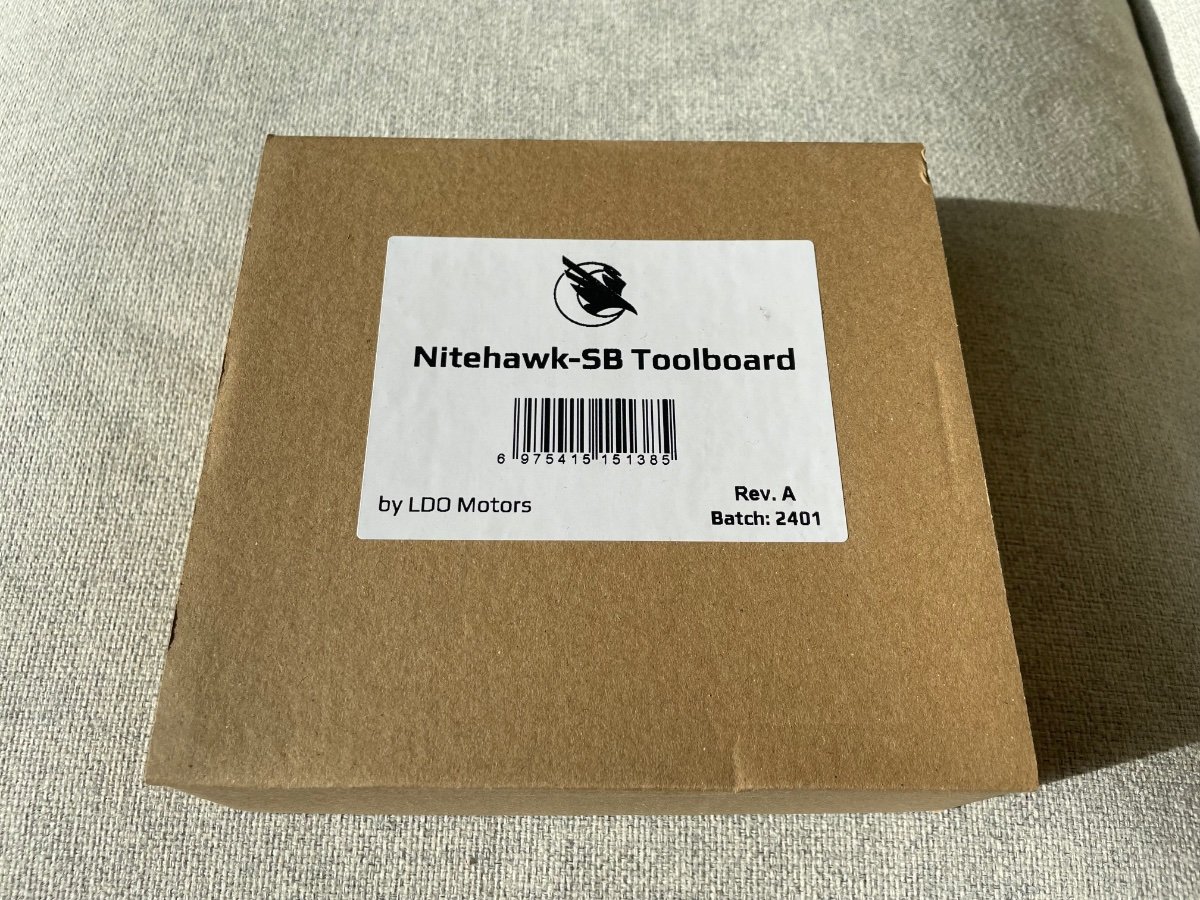 Nitehawk-SB Toolboard
6 975415 151385
by LDO Motors
Rev. A
Batch: 2401